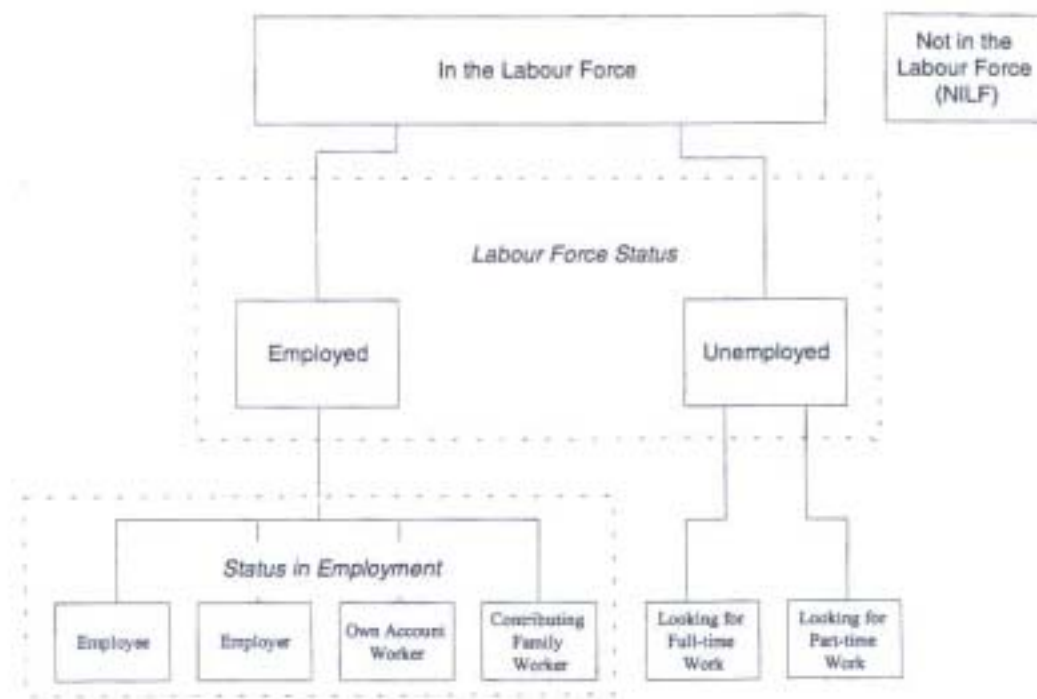 In the Labour Force
Not in the
Labour Force
(NILF)
Labour Force Status
Employed
Unemployed
Status in Employment
Employee
Employer
Own Account
Worker
Contributing
Family
Worker
Looking for
Full-time
Work
Looking for
Part-time
Work